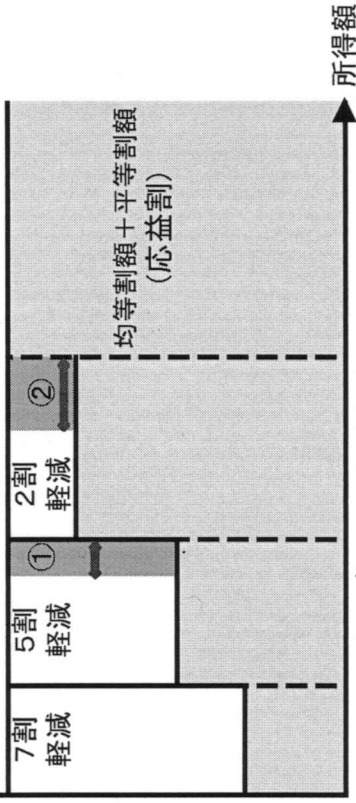 7割
軽減
5割
軽減
①
2割
軽減
②
均等割額＋平等割額
(応益割)
所得額